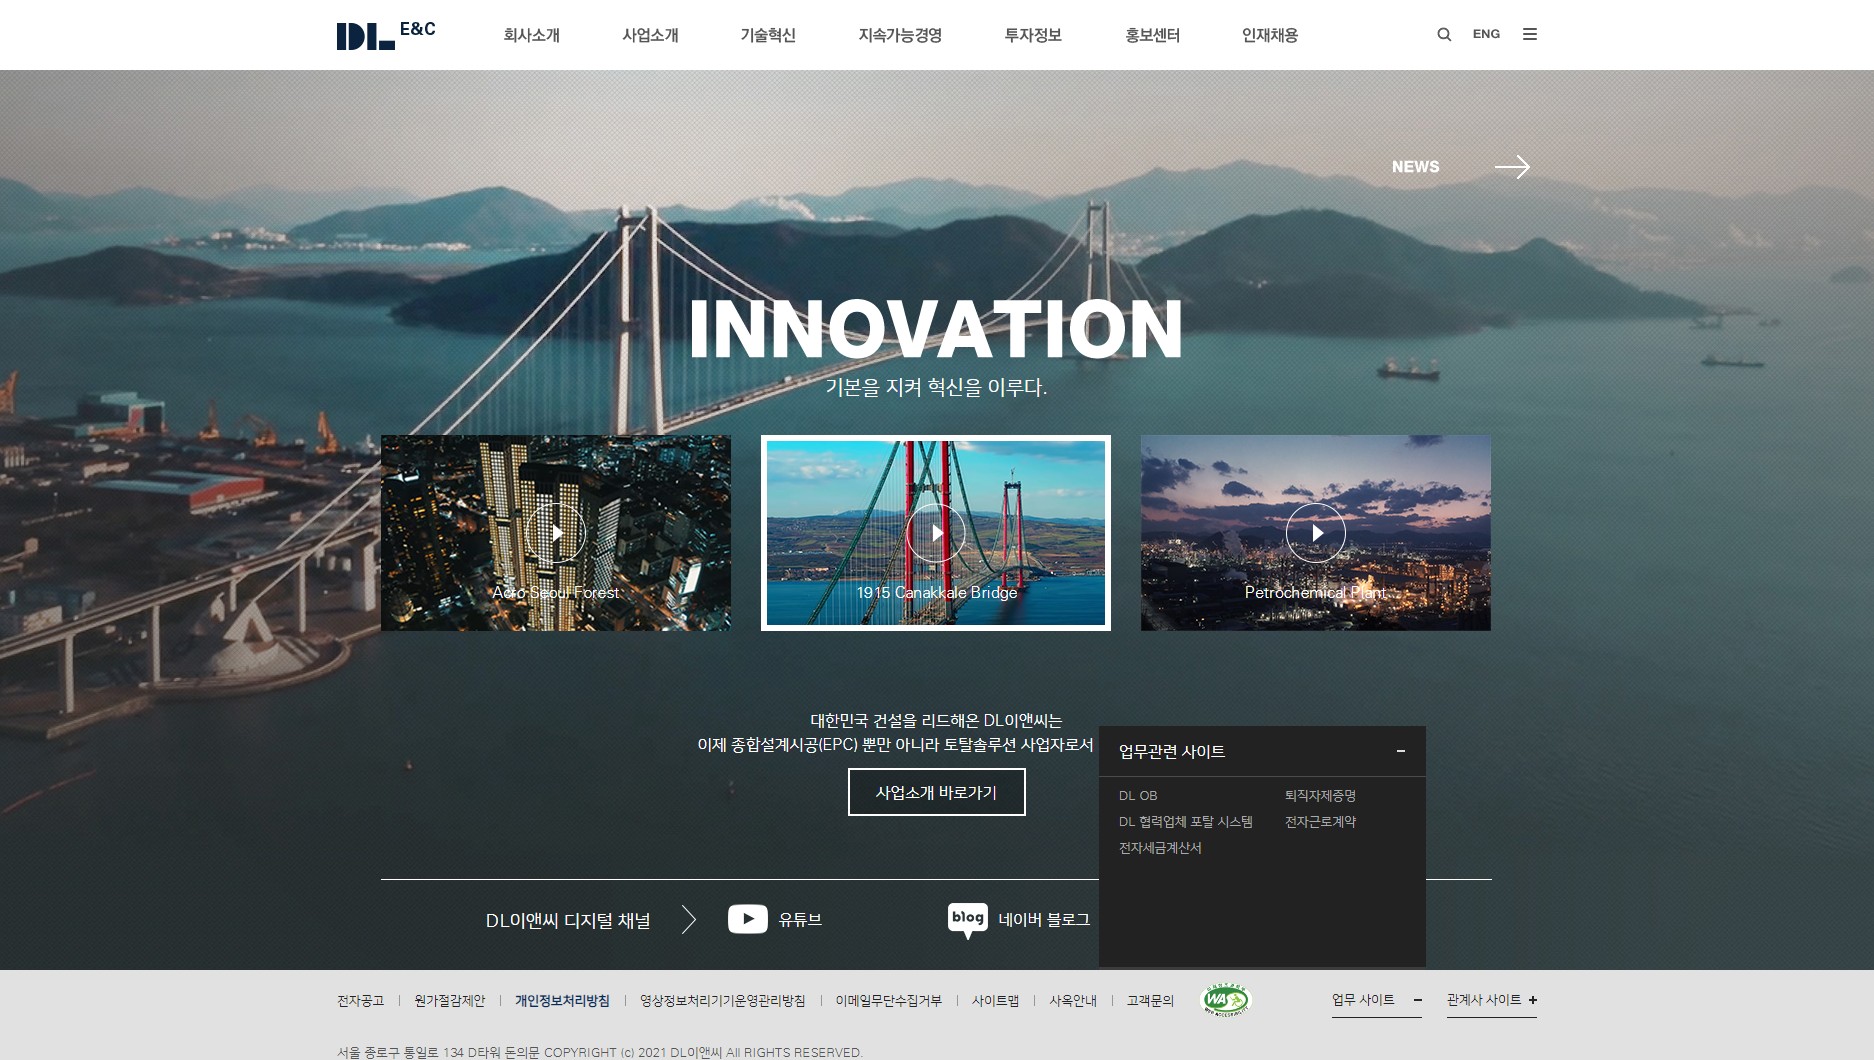 DL E&C
회사소개
사업소개
기술혁신
지속가능경영
투자정보
홍보센터
인재채용
ENG
NEWS
INNOVATION
기본을 지켜 혁신을 이루다.
Acro Seoul Forest
1915 Canakkale Bridge
Petrochemical Plant
대한민국 건설을 리드해온 DL이앤씨는
이제 종합설계시공(EPC) 뿐만 아니라 토탈솔루션 사업자로서
사업소개 바로가기
업무관련 사이트
DL OB
퇴직자제증명
DL 협력업체 포탈 시스템
전자근로계약
전자세금계산서
DL이앤씨 디지털 채널
유튜브
blog 네이버 블로그
전자공고
원가절감제안
개인정보처리방침
영상정보처리기기운영관리방침
이메일무단수집거부
사이트맵
사옥안내
고객문의
WA
업무 사이트
관계사 사이트
서울 종로구 통일로 134 D타워 돈의문 COPYRIGHT (c) 2021 DL이앤씨 All RIGHTS RESERVED.